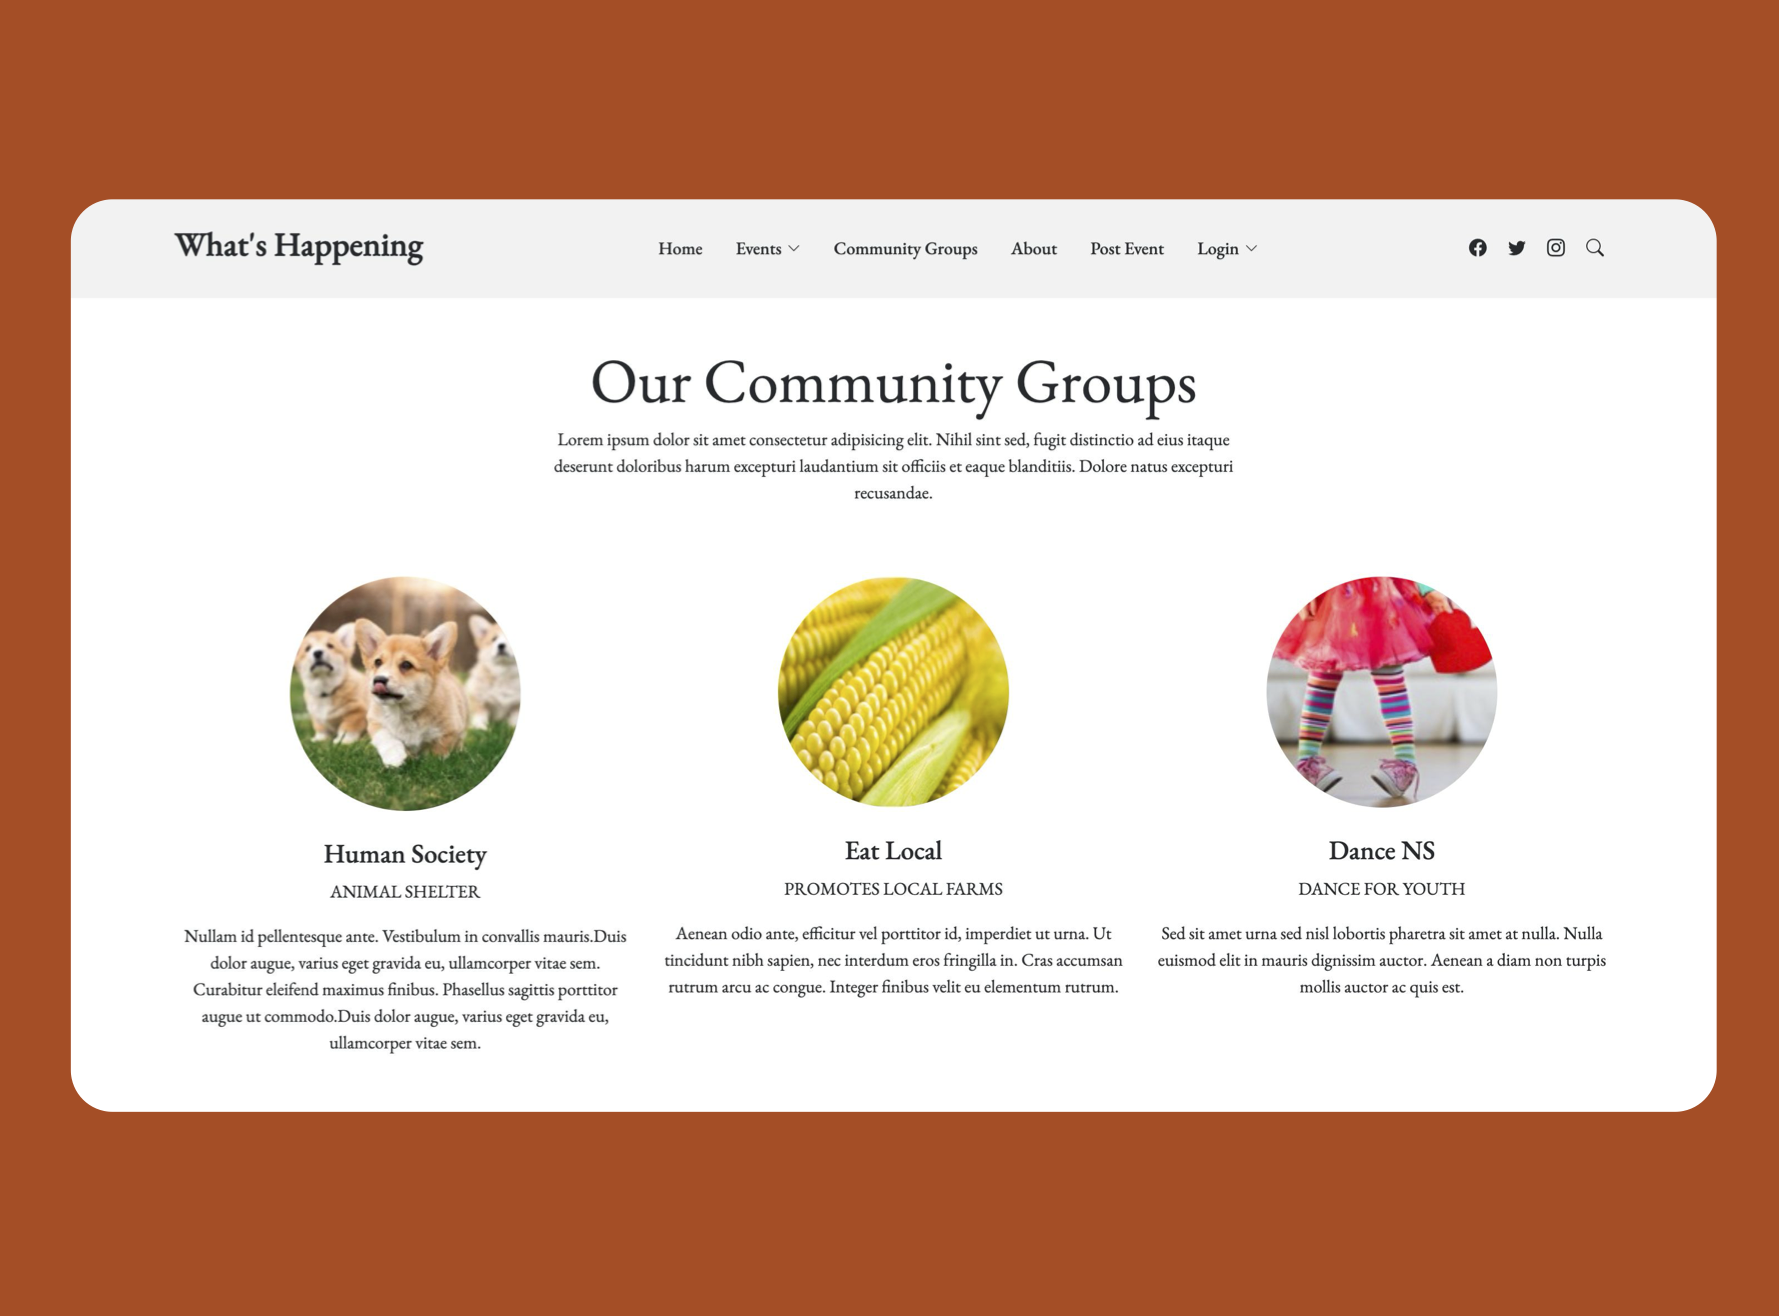 What's Happening
Home Events Community Groups About Post Event Login
Our Community Groups
Lorem ipsum dolor sit amet consectetur adipisicing elit. Nihil sint sed, fugit distinctio ad eius itaque
deserunt doloribus harum excepturi laudantium sit officiis et eaque blanditiis. Dolore natus excepturi
recusandae.
Human Society
ANIMAL SHELTER
Nullam id pellentesque ante. Vestibulum in convallis mauris.Duis
dolor augue, varius eget gravida eu, ullamcorper vitae sem.
Curabitur eleifend maximus finibus. Phasellus sagittis porttitor
augue ut commodo.Duis dolor augue, varius eget gravida eu,
ullamcorper vitae sem.
Eat Local
PROMOTES LOCAL FARMS
Aenean odio ante, efficitur vel porttitor id, imperdiet ut urna. Ut
tincidunt nibh sapien, nec interdum eros fringilla in. Cras accumsan
rutrum arcu ac congue. Integer finibus velit eu elementum rutrum.
Dance NS
DANCE FOR YOUTH
Sed sit amet urna sed nisl lobortis pharetra sit amet at nulla. Nulla
euismod elit in mauris dignissim auctor. Aenean a diam non turpis
mollis auctor ac quis est.